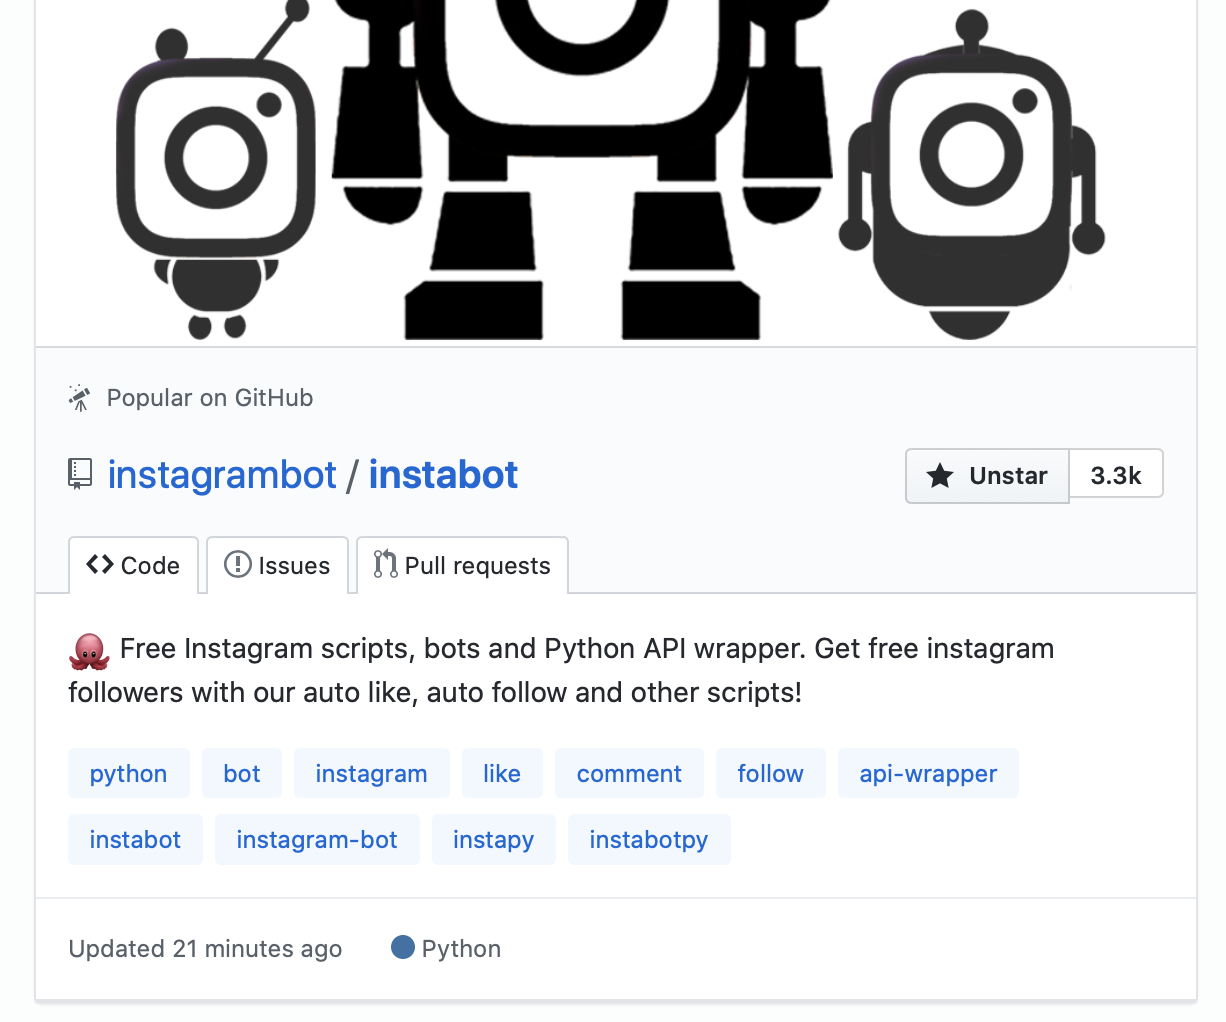 Popular on GitHub
instagrambot / instabot
Unstar 3.3k
Code Issues Pull requests
Free Instagram scripts, bots and Python API wrapper. Get free instagram
followers with our auto like, auto follow and other scripts!
python bot instagram like comment follow api-wrapper
instabot instagram-bot instapy instabotpy
Updated 21 minutes ago Python